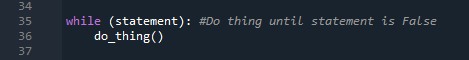 34
35 while (statement): #Do thing until statement is False
36     do_thing()
37